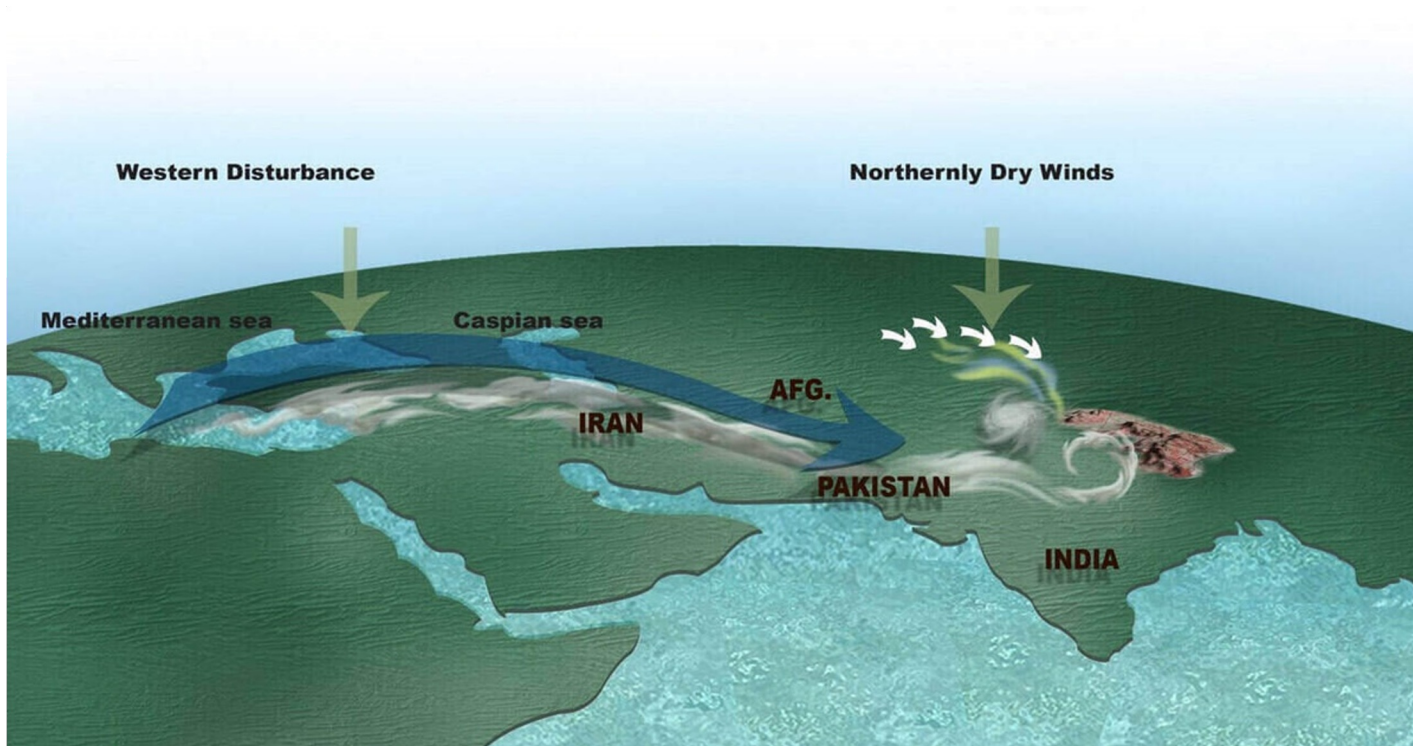 Western Disturbance
Northernly Dry Winds
Mediterranean sea
Caspian sea
AFG.
IRAN
PAKISTAN
INDIA